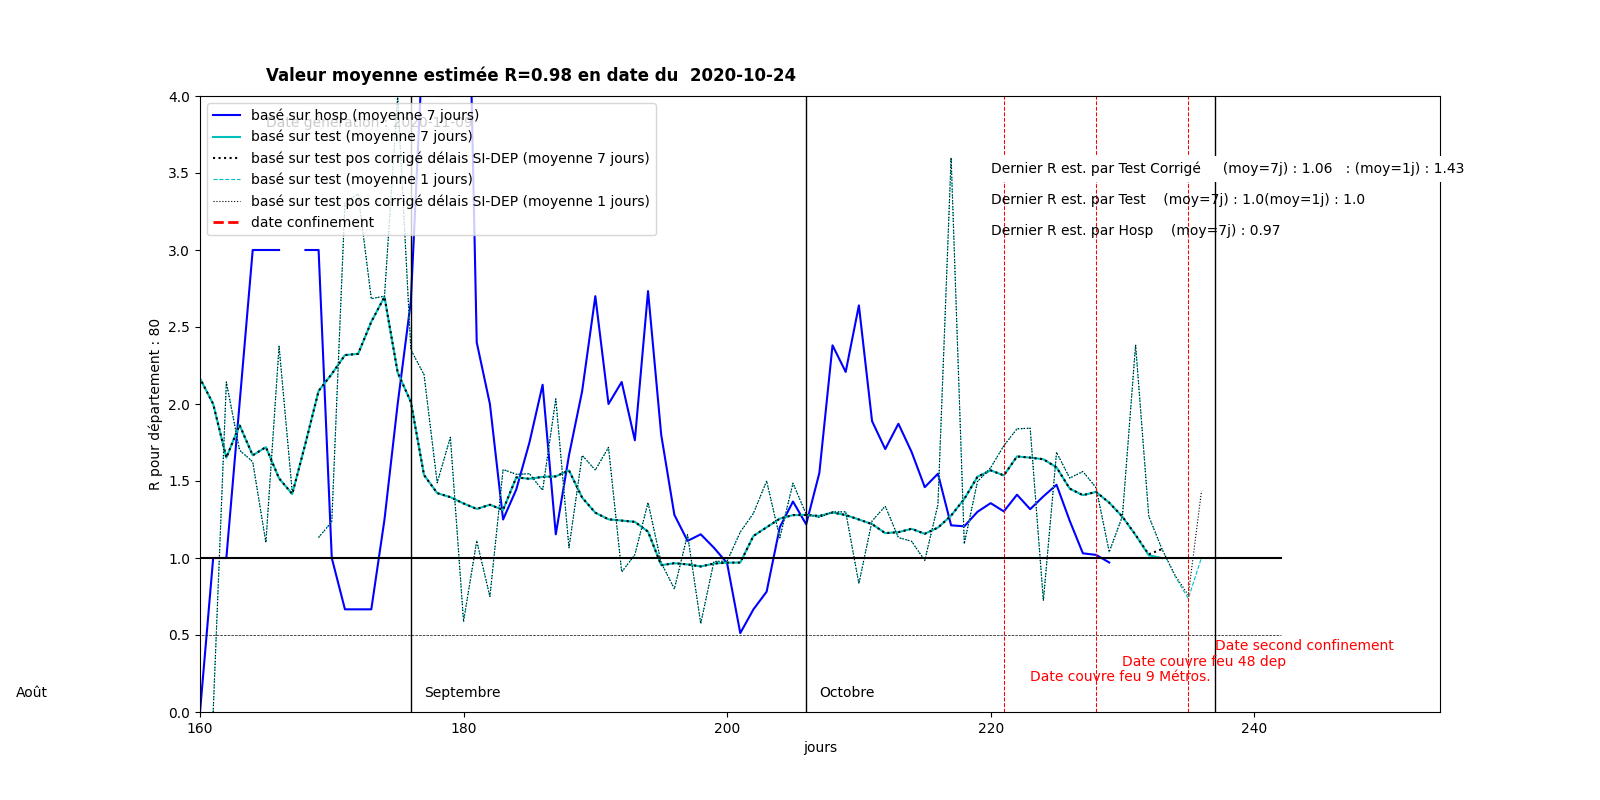 Valeur moyenne estimée R=0.98 en date du  2020-10-24
Date génération : 2020-11-09
basé sur hosp (moyenne 7 jours)
basé sur test (moyenne 7 jours)
basé sur test pos corrigé délais SI-DEP (moyenne 7 jours)
basé sur test (moyenne 1 jours)
basé sur test pos corrigé délais SI-DEP (moyenne 1 jours)
date confinement
Dernier R est. par Test Corrigé (moy=7j) : 1.06 : (moy=1j) : 1.43
Dernier R est. par Test (moy=7j) : 1.0(moy=1j) : 1.0
Dernier R est. par Hosp (moy=7j) : 0.97
4.0
3.5
3.0
2.5
2.0
1.5
1.0
0.5
0.0
R pour département : 80
Date second confinement
Date couvre feu 48 dep
Date couvre feu 9 Métros.
Août
Septembre
Octobre
160
180
200
220
240
jours